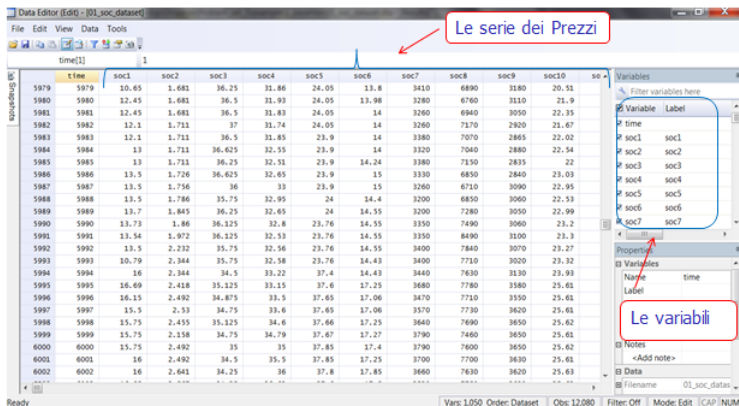 Data Editor (Edit) - [01_soc_dataset]
Le serie dei Prezzi
File Edit View Data Tools
time[1] 1
Snapshots
time soc1 soc2 soc3 soc4 soc5 soc6 soc7 soc8 soc9 soc10 so
5979 5979 10.65 1.681 36.25 31.86 24.05 13.8 3410 6890 3180 20.51
5980 5980 12.45 1.681 36.5 31.93 24.05 13.98 3280 6760 3110 21.9
5981 5981 12.45 1.681 36.5 31.83 24.05 14 3260 6940 3050 22.35
5982 5982 12.1 1.711 37 31.74 24.05 14 3260 7170 2920 21.67
5983 5983 12.1 1.711 36.5 31.85 23.9 14 3380 7070 2865 22.02
5984 5984 13 1.711 36.625 32.55 23.9 14 3320 7040 2880 22.54
5985 5985 13 1.711 36.25 32.51 23.9 14.24 3380 7150 2835 22
5986 5986 13.5 1.726 36.625 32.65 23.9 15 3330 6850 2840 23.03
5987 5987 13.5 1.756 36 33 23.9 15 3260 6710 3090 22.95
5988 5988 13.5 1.786 35.75 32.95 24 14.4 3200 6850 3060 22.53
5989 5989 13.7 1.845 36.25 32.65 24 14.55 3200 7280 3050 22.99
5990 5990 13.73 1.86 36.125 32.8 23.76 14.55 3350 7490 3060 23.2
5991 5991 13.54 1.972 36.125 32.53 23.76 14.55 3350 8490 3100 23.3
5992 5992 13.5 2.232 35.75 32.56 23.76 14.55 3400 7840 3070 23.27
5993 5993 10.79 2.344 35.75 32.58 23.76 14.43 3400 7710 3020 23.32
5994 5994 16 2.344 34.5 33.22 37.4 14.43 3440 7630 3130 23.93
5995 5995 16.69 2.418 35.125 33.15 37.6 17.25 3680 7780 3580 25.61
5996 5996 16.15 2.492 34.875 33.5 37.65 17.06 3470 7710 3550 25.61
5997 5997 15.5 2.53 34.75 33.6 37.65 17.06 3570 7730 3620 25.61
5998 5998 15.75 2.455 35.125 34.6 37.66 17.25 3640 7690 3650 25.62
5999 5999 15.75 2.158 34.75 34.79 37.67 17.27 3790 7460 3650 25.61
6000 6000 15.75 2.492 35 35 37.85 17.4 3790 7600 3650 25.62
6001 6001 16 2.492 34.5 35.5 37.85 17.25 3700 7700 3630 25.61
6002 6002 16 2.641 34.25 36 37.8 17.85 3660 7630 3620 25.63
Variables
Filter variables here
Variable Label
time
soc1 soc1
soc2 soc2
soc3 soc3
soc4 soc4
soc5 soc5
soc6 soc6
soc7 soc7
Properties
Variables
Name time
Label
Le variabili
Notes
<Add note>
Data
Filename 01_soc_datas
Ready Vars: 1,050 Order: Dataset Obs: 12,080 Filter: Off Mode: Edit CAP NUM